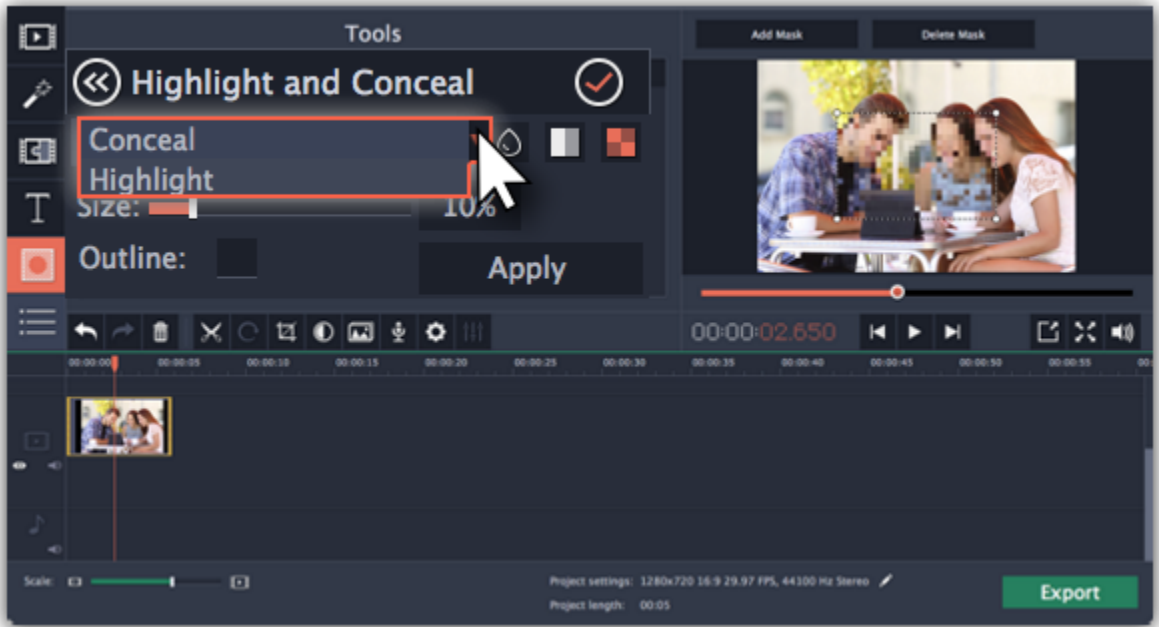 Tools
Add Mask
Delete Mask
Highlight and Conceal
Conceal
Highlight
T
Size:
10%
Outline:
Apply
00:00:02.650
00:00:00
00:00:05
00:00:10
00:00:15
00:00:20
00:00:25
00:00:30
00:00:35
00:00:40
00:00:45
00:00:50
00:00:55
00:
Scale:
Project settings: 1280x720 16:9 29.97 FPS, 44100 Hz Stereo
Project length: 00:05
Export